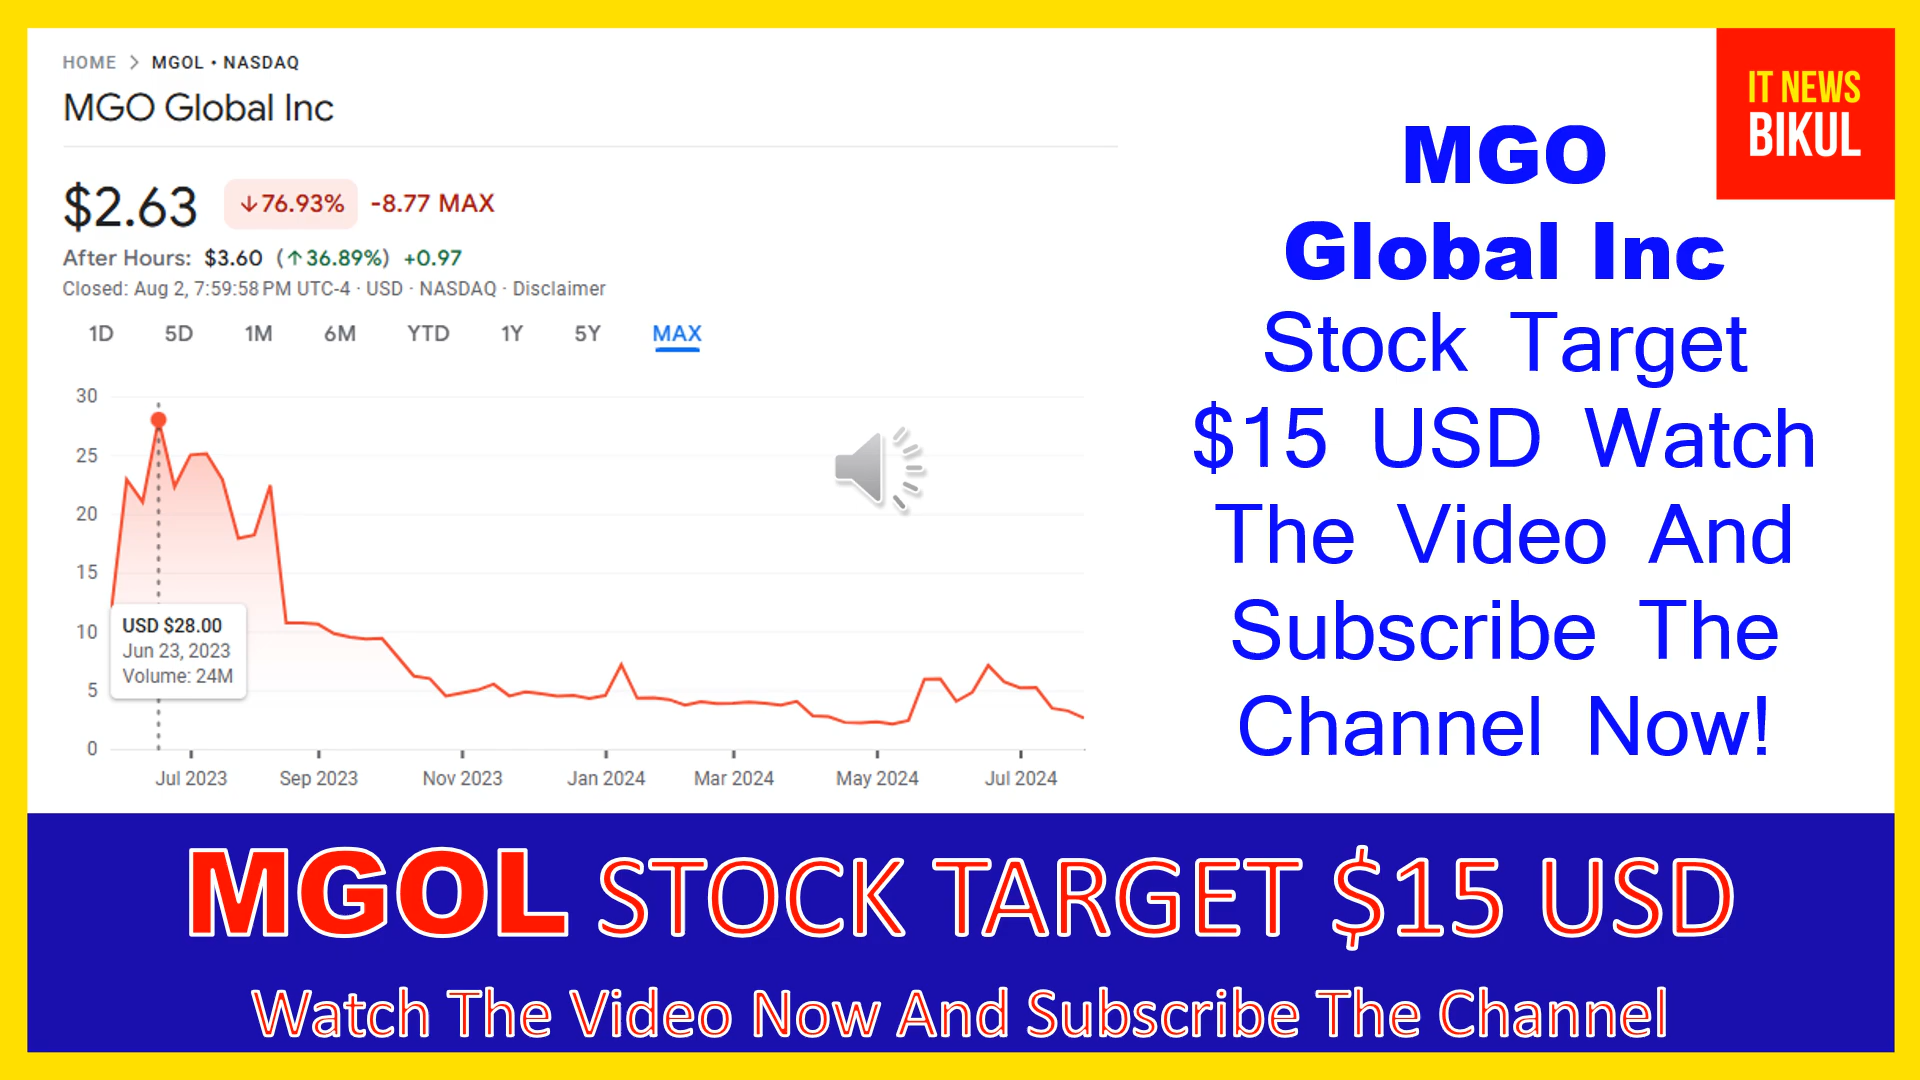 HOME > MGOL • NASDAQ
MGO Global Inc
$2.63 ↓76.93% -8.77 MAX
After Hours: $3.60 (↑36.89%) +0.97
Closed: Aug 2, 7:59:58 PM UTC-4 · USD · NASDAQ · Disclaimer
1D 5D 1M 6M YTD 1Y 5Y MAX
30
25
20
15
10
5
0
USD $28.00
Jun 23, 2023
Volume: 24M
Jul 2023 Sep 2023 Nov 2023 Jan 2024 Mar 2024 May 2024 Jul 2024
IT NEWS
BIKUL
MGO
Global Inc
Stock Target
$15 USD Watch
The Video And
Subscribe The
Channel Now!
MGOL STOCK TARGET $15 USD
Watch The Video Now And Subscribe The Channel